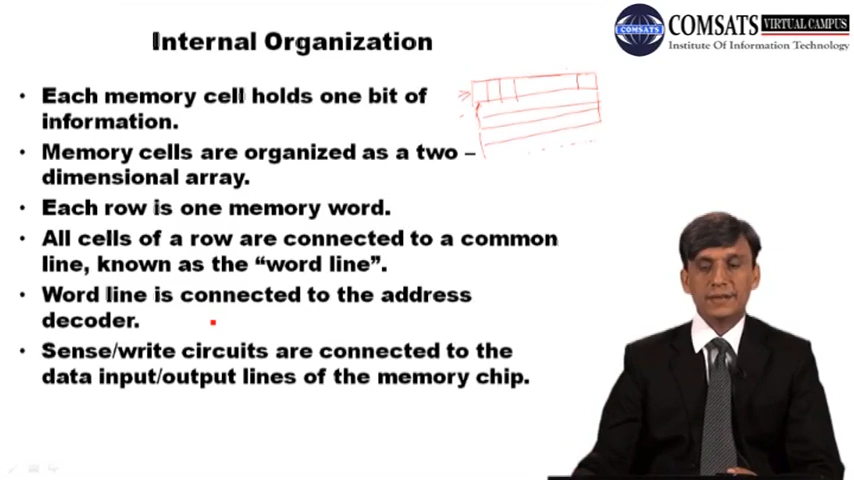 Internal Organization
COMSATS
COMSATS VIRTUAL CAMPUS
Institute Of Information Technology
• Each memory cell holds one bit of
information.
• Memory cells are organized as a two –
dimensional array.
• Each row is one memory word.
• All cells of a row are connected to a common
line, known as the “word line”.
• Word line is connected to the address
decoder.
• Sense/write circuits are connected to the
data input/output lines of the memory chip.